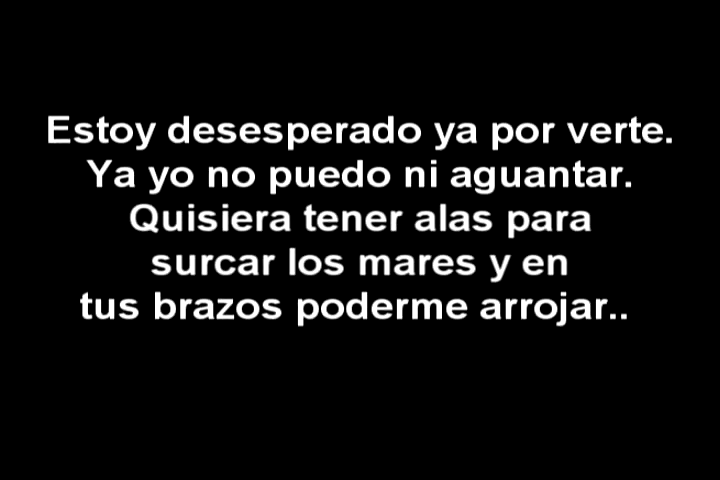 Estoy desesperado ya por verte.
Ya yo no puedo ni aguantar.
Quisiera tener alas para
surcar los mares y en
tus brazos poderme arrojar..